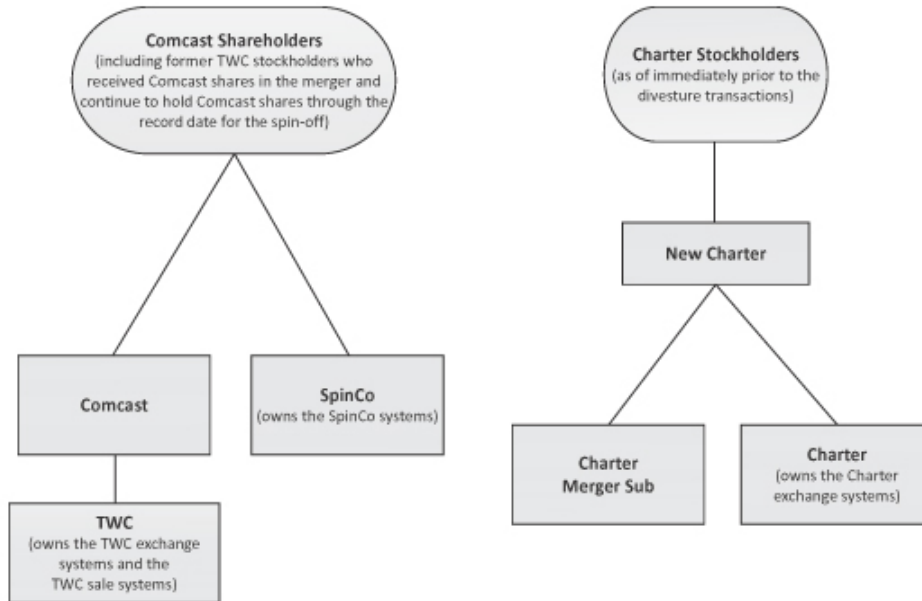 Comcast Shareholders
(including former TWC stockholders who
received Comcast shares in the merger and
continue to hold Comcast shares through the
record date for the spin-off)
Charter Stockholders
(as of immediately prior to the
divesture transactions)
New Charter
Comcast
SpinCo
(owns the SpinCo systems)
Charter
Merger Sub
Charter
(owns the Charter
exchange systems)
TWC
(owns the TWC exchange
systems and the
TWC sale systems)